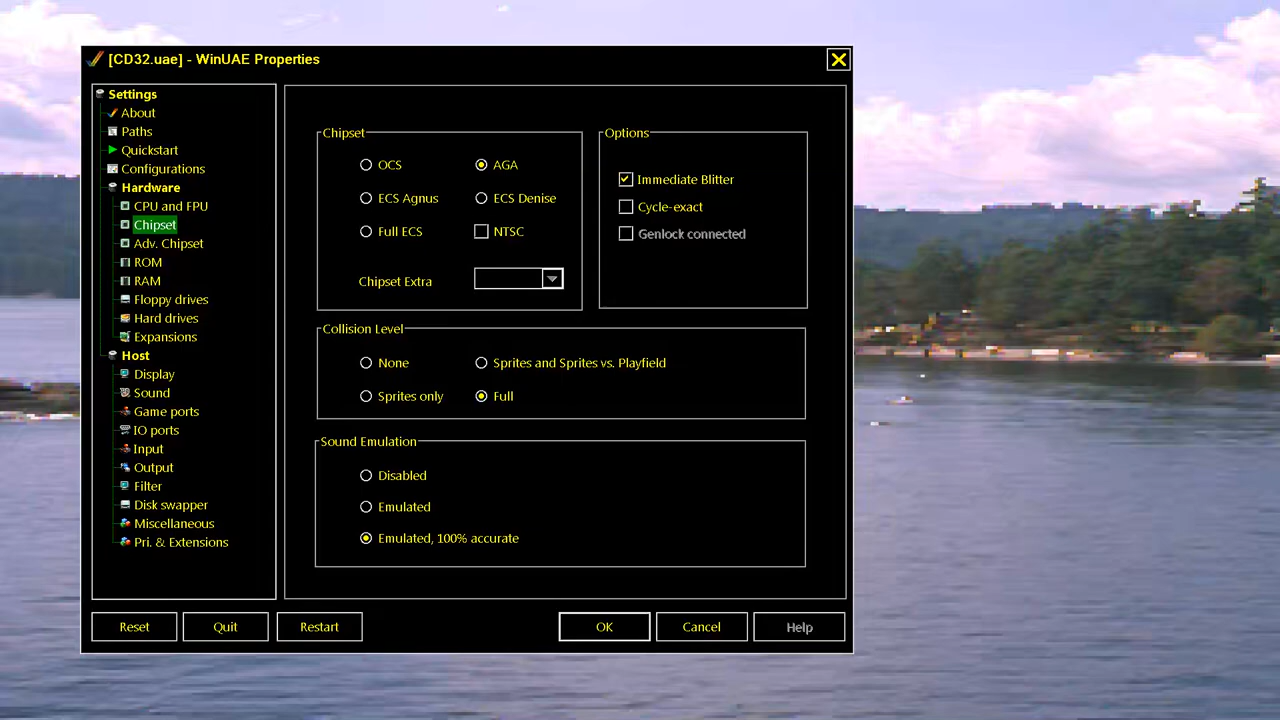 [CD32.uae] - WinUAE Properties
Settings
About
Paths
Quickstart
Configurations
Hardware
CPU and FPU
Chipset
Adv. Chipset
ROM
RAM
Floppy drives
Hard drives
Expansions
Host
Display
Sound
Game ports
IO ports
Input
Output
Filter
Disk swapper
Miscellaneous
Pri. & Extensions
Chipset
OCS AGA
ECS Agnus ECS Denise
Full ECS NTSC
Chipset Extra
Options
Immediate Blitter
Cycle-exact
Genlock connected
Collision Level
None Sprites and Sprites vs. Playfield
Sprites only Full
Sound Emulation
Disabled
Emulated
Emulated, 100% accurate
Reset Quit Restart OK Cancel Help